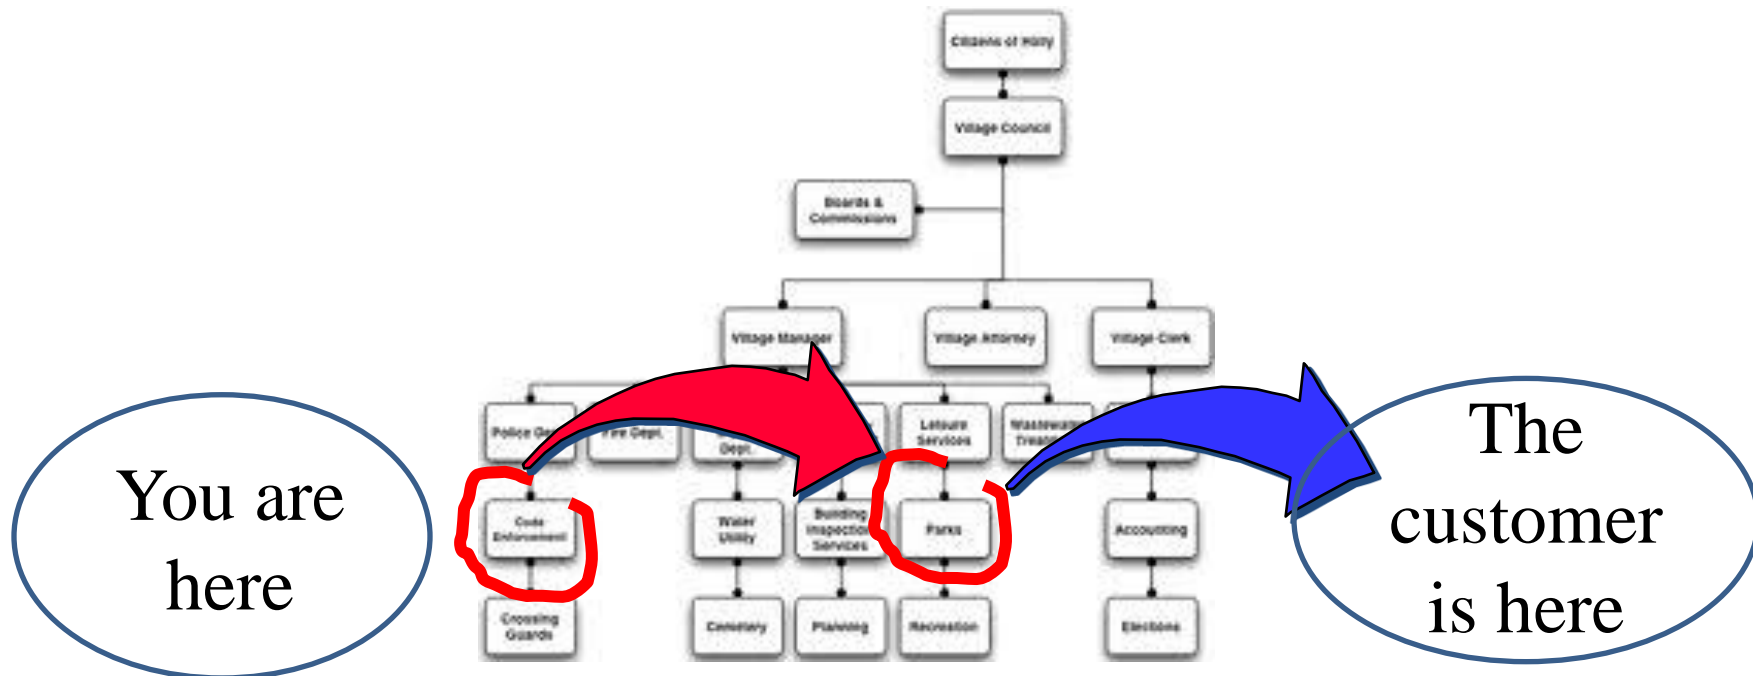 Citizens of Holly
Village Council
Boards &
Commissions
Village Manager
Village Attorney
Village Clerk
Police
Fire Dept.
Dept.
Leisure
Services
You are
here
The
customer
is here
Code
Enforcement
Water
Utility
Building
Inspection
Services
Parks
Accounting
Crossing
Guards
Cemetery
Planning
Recreation
Elections